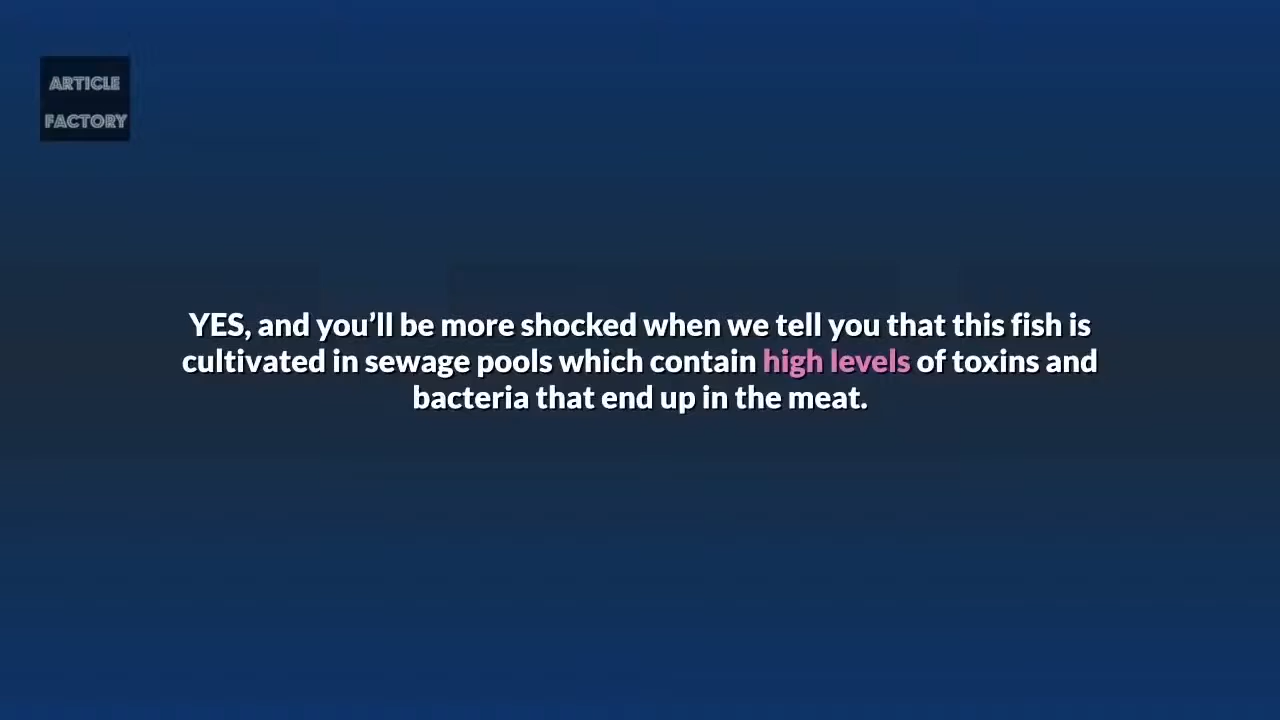 ARTICLE
FACTORY
YES, and you’ll be more shocked when we tell you that this fish is
cultivated in sewage pools which contain high levels of toxins and
bacteria that end up in the meat.